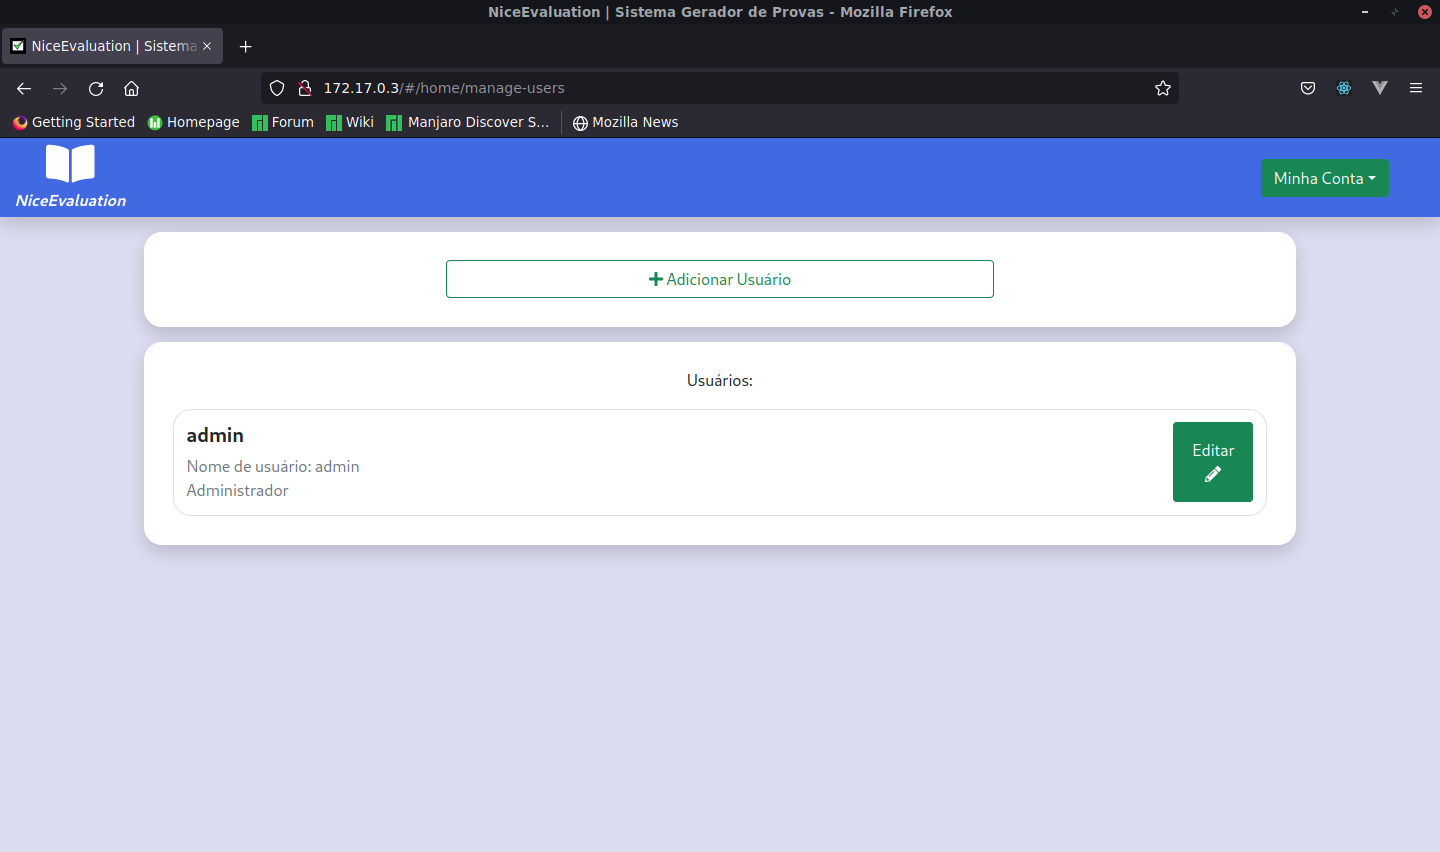 NiceEvaluation | Sistema Gerador de Provas - Mozilla Firefox
NiceEvaluation | Sistema
172.17.0.3/#/home/manage-users
Getting Started Homepage Forum Wiki Manjaro Discover S... Mozilla News
NiceEvaluation
Minha Conta
Adicionar Usuário
Usuários:
admin
Nome de usuário: admin
Administrador
Editar